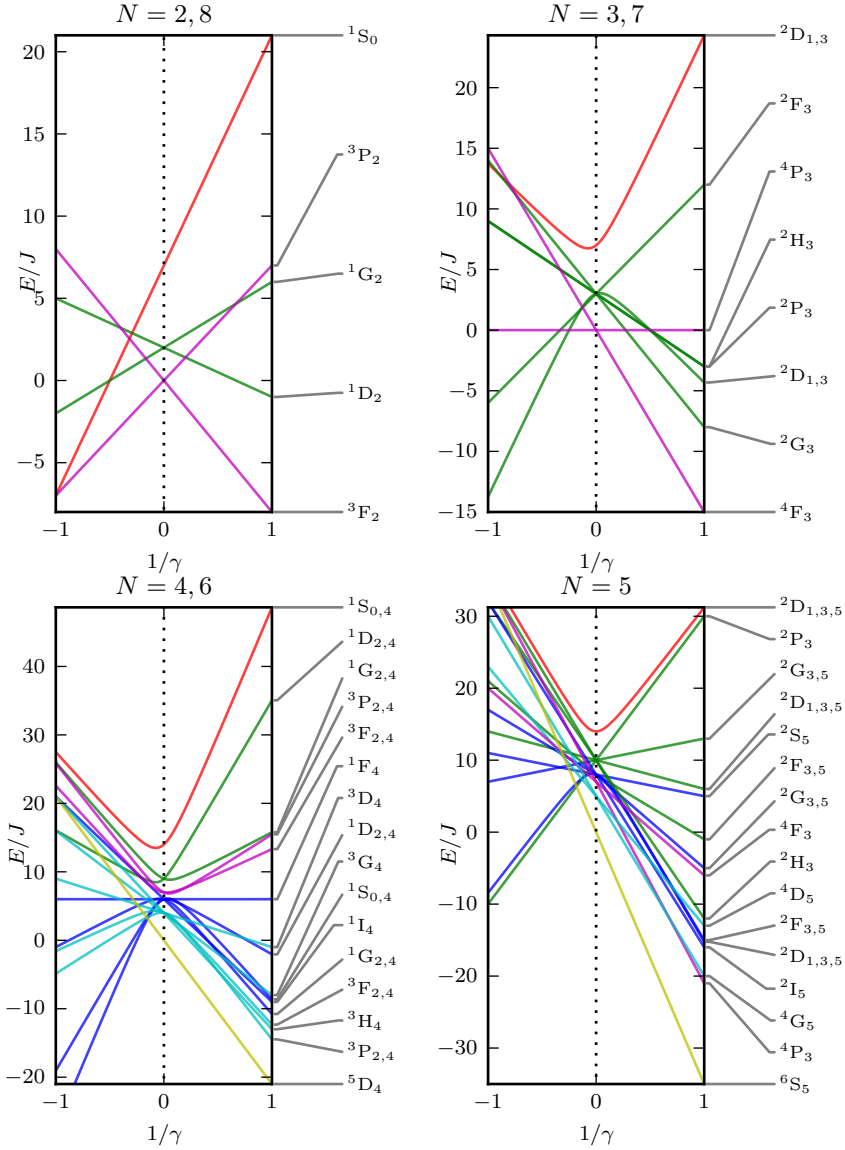 N = 2, 8
E/J
20
15
10
5
0
−5
−1
0
1
1/γ
¹S₀
³P₂
¹G₂
¹D₂
³F₂
N = 3, 7
E/J
20
15
10
5
0
−5
−10
−15
−1
0
1
1/γ
²D₁,₃
²F₃
⁴P₃
²H₃
²P₃
²D₁,₃
²G₃
⁴F₃
N = 4, 6
E/J
40
30
20
10
0
−10
−20
−1
0
1
1/γ
¹S₀,₄
¹D₂,₄
¹G₂,₄
³P₂,₄
³F₂,₄
¹F₄
³D₄
¹D₂,₄
³G₄
¹S₀,₄
¹I₄
¹G₂,₄
³F₂,₄
³H₄
³P₂,₄
⁵D₄
N = 5
E/J
30
20
10
0
−10
−20
−30
−1
0
1
1/γ
²D₁,₃,₅
²P₃
²G₃,₅
²D₁,₃,₅
²S₅
²F₃,₅
²G₃,₅
⁴F₃
²H₃
⁴D₅
²F₃,₅
²D₁,₃,₅
²I₅
⁴G₅
⁴P₃
⁶S₅